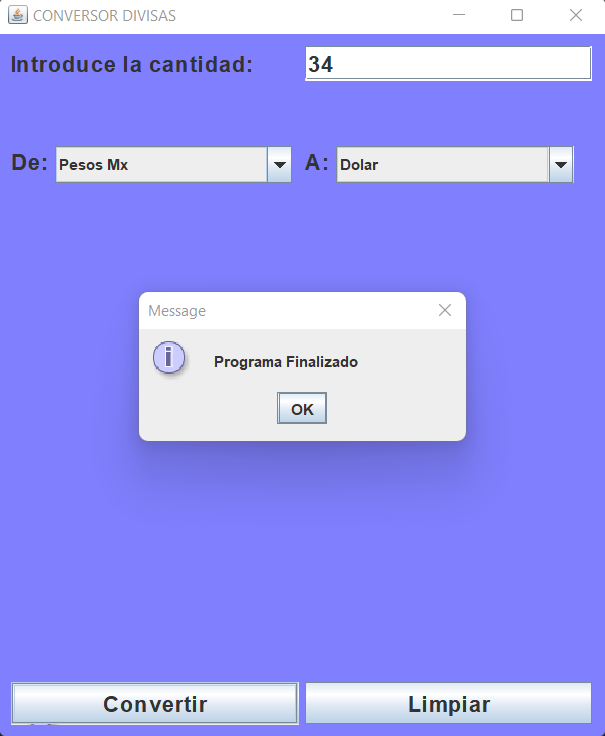 CONVERSOR DIVISAS
Introduce la cantidad: 34
De: Pesos Mx A: Dolar
Message
i
Programa Finalizado
OK
Convertir Limpiar